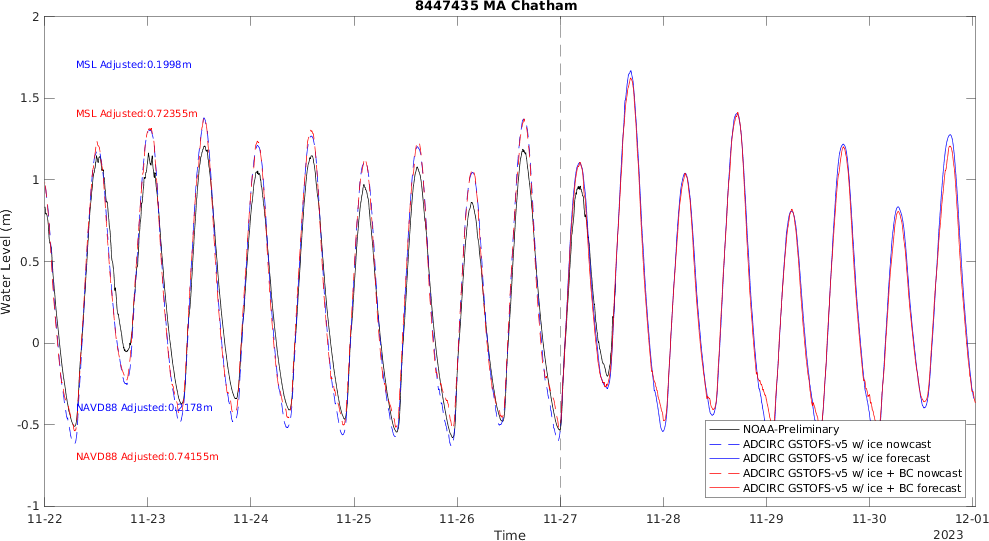 8447435 MA Chatham
2
1.5
1
0.5
0
-0.5
-1
Water Level (m)
MSL Adjusted:0.1998m
MSL Adjusted:0.72355m
NAVD88 Adjusted:0.2178m
NAVD88 Adjusted:0.74155m
NOAA-Preliminary
ADCIRC GSTOFS-v5 w/ ice nowcast
ADCIRC GSTOFS-v5 w/ ice forecast
ADCIRC GSTOFS-v5 w/ ice + BC nowcast
ADCIRC GSTOFS-v5 w/ ice + BC forecast
11-22 11-23 11-24 11-25 11-26 11-27 11-28 11-29 11-30 12-01
Time
2023